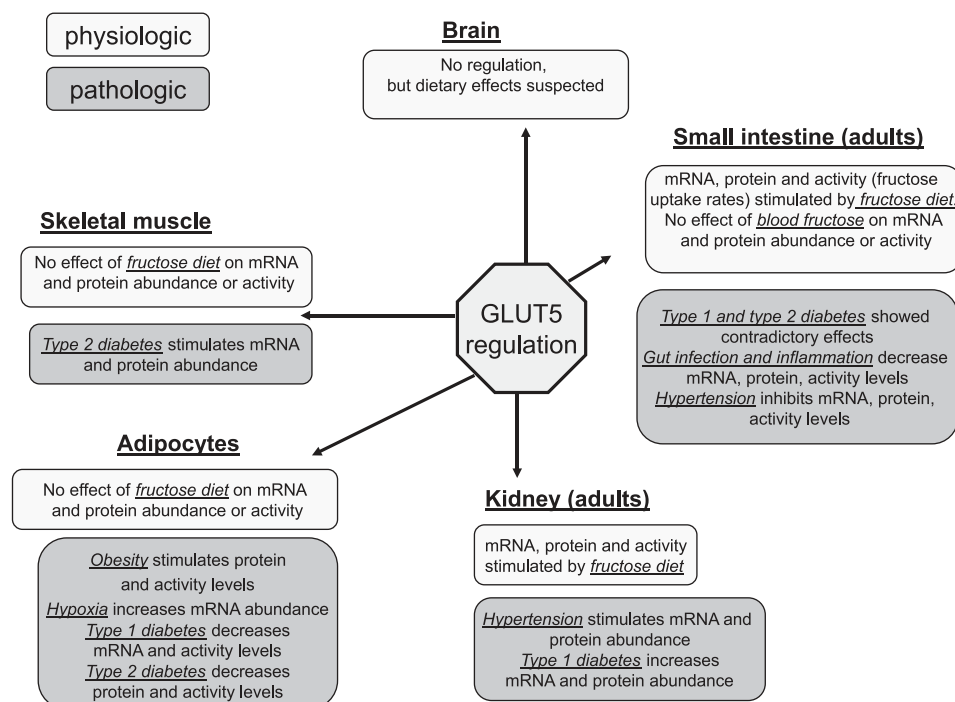 physiologic
pathologic
Brain
No regulation,
but dietary effects suspected
Small intestine (adults)
mRNA, protein and activity (fructose
uptake rates) stimulated by fructose diet.
No effect of blood fructose on mRNA
and protein abundance or activity
Type 1 and type 2 diabetes showed
contradictory effects
Gut infection and inflammation decrease
mRNA, protein, activity levels
Hypertension inhibits mRNA, protein,
activity levels
Skeletal muscle
No effect of fructose diet on mRNA
and protein abundance or activity
Type 2 diabetes stimulates mRNA
and protein abundance
GLUT5
regulation
Adipocytes
No effect of fructose diet on mRNA
and protein abundance or activity
Obesity stimulates protein
and activity levels
Hypoxia increases mRNA abundance
Type 1 diabetes decreases
mRNA and activity levels
Type 2 diabetes decreases
protein and activity levels
Kidney (adults)
mRNA, protein and activity
stimulated by fructose diet
Hypertension stimulates mRNA and
protein abundance
Type 1 diabetes increases
mRNA and protein abundance